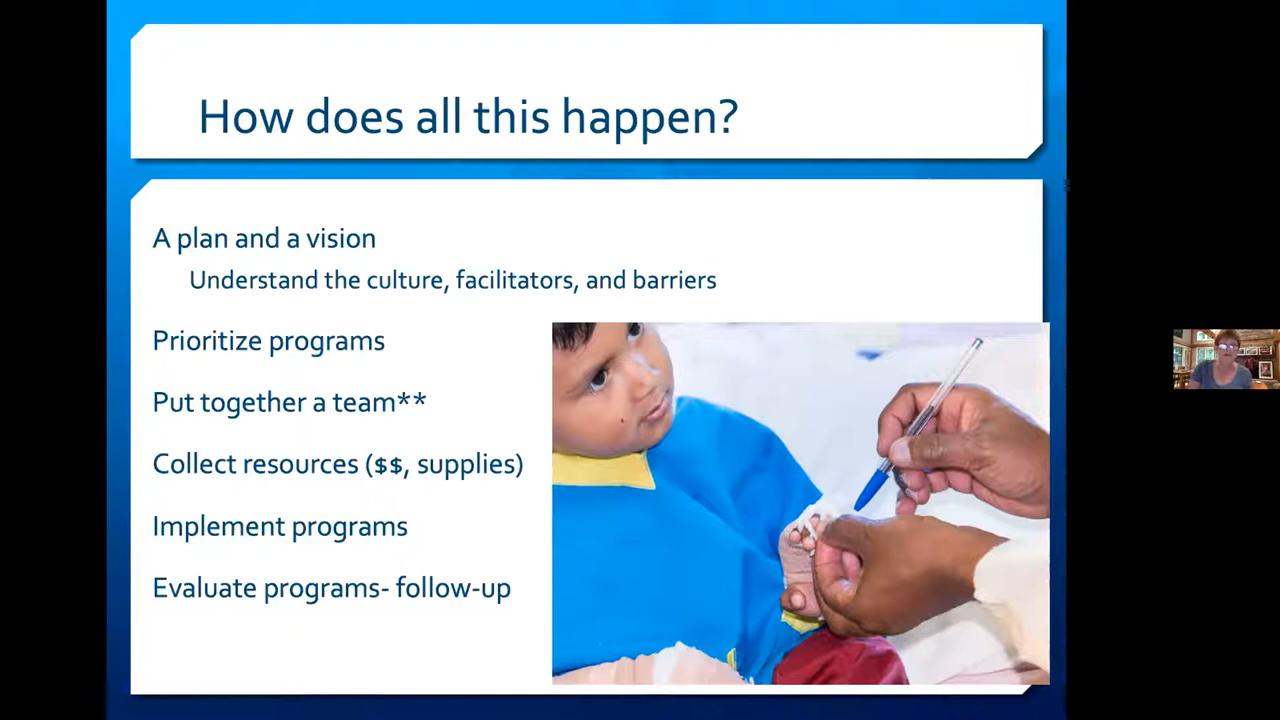 How does all this happen?
A plan and a vision
Understand the culture, facilitators, and barriers
Prioritize programs
Put together a team**
Collect resources ($$, supplies)
Implement programs
Evaluate programs- follow-up